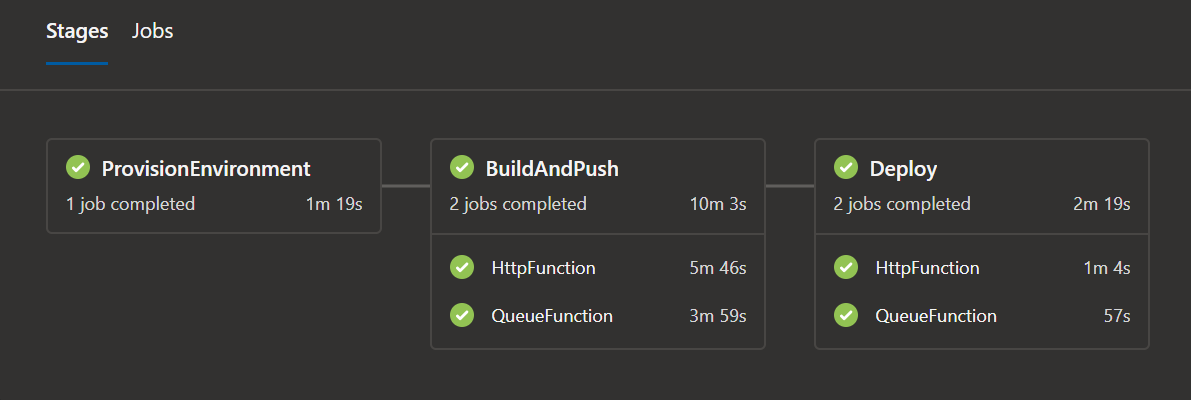 Stages Jobs
ProvisionEnvironment
1 job completed 1m 19s
BuildAndPush
2 jobs completed 10m 3s
HttpFunction 5m 46s
QueueFunction 3m 59s
Deploy
2 jobs completed 2m 19s
HttpFunction 1m 4s
QueueFunction 57s